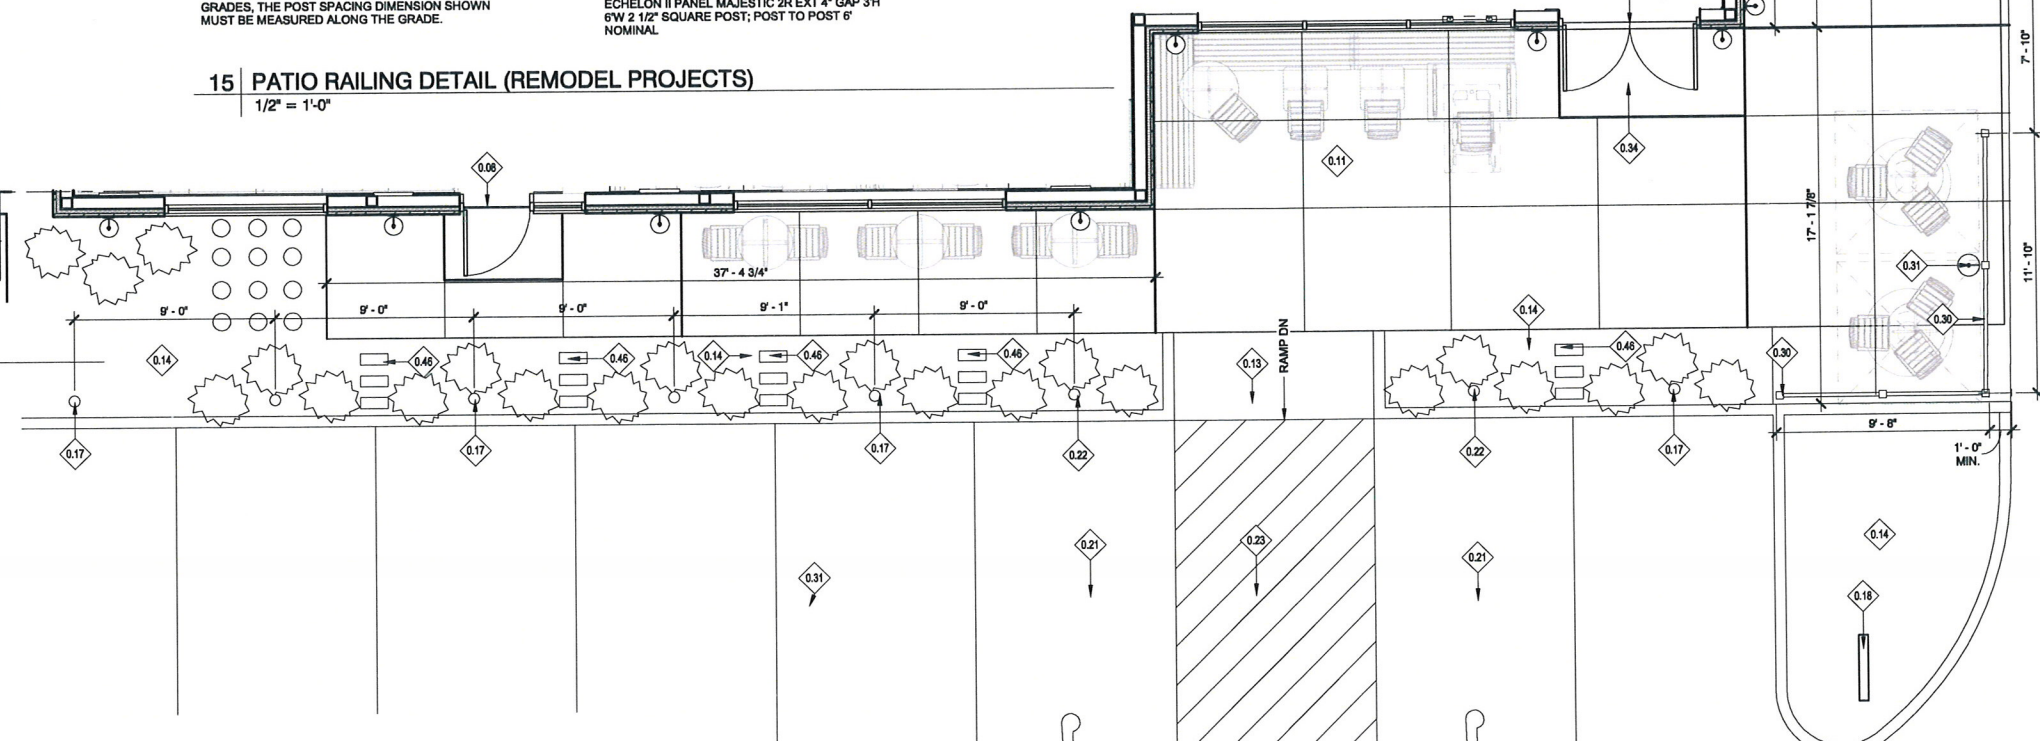 GRADES, THE POST SPACING DIMENSION SHOWN
MUST BE MEASURED ALONG THE GRADE.
ECHELON II PANEL MAJESTIC 2R EXT 4" GAP 3'H
6'W 2 1/2" SQUARE POST; POST TO POST 6'
NOMINAL
15 PATIO RAILING DETAIL (REMODEL PROJECTS)
1/2" = 1'-0"
7' - 10"
0.08
0.11
0.34
17' - 1 7/8"
0.31
11' - 10"
37' - 4 3/4"
9' - 0"
9' - 0"
9' - 0"
9' - 1"
9' - 0"
0.14
0.30
RAMP DN
0.14
0.46
0.46
0.14
0.46
0.46
0.13
0.46
0.30
9' - 8"
1' - 0"
MIN.
0.17
0.17
0.17
0.22
0.22
0.17
0.31
0.21
0.23
0.21
0.14
0.18